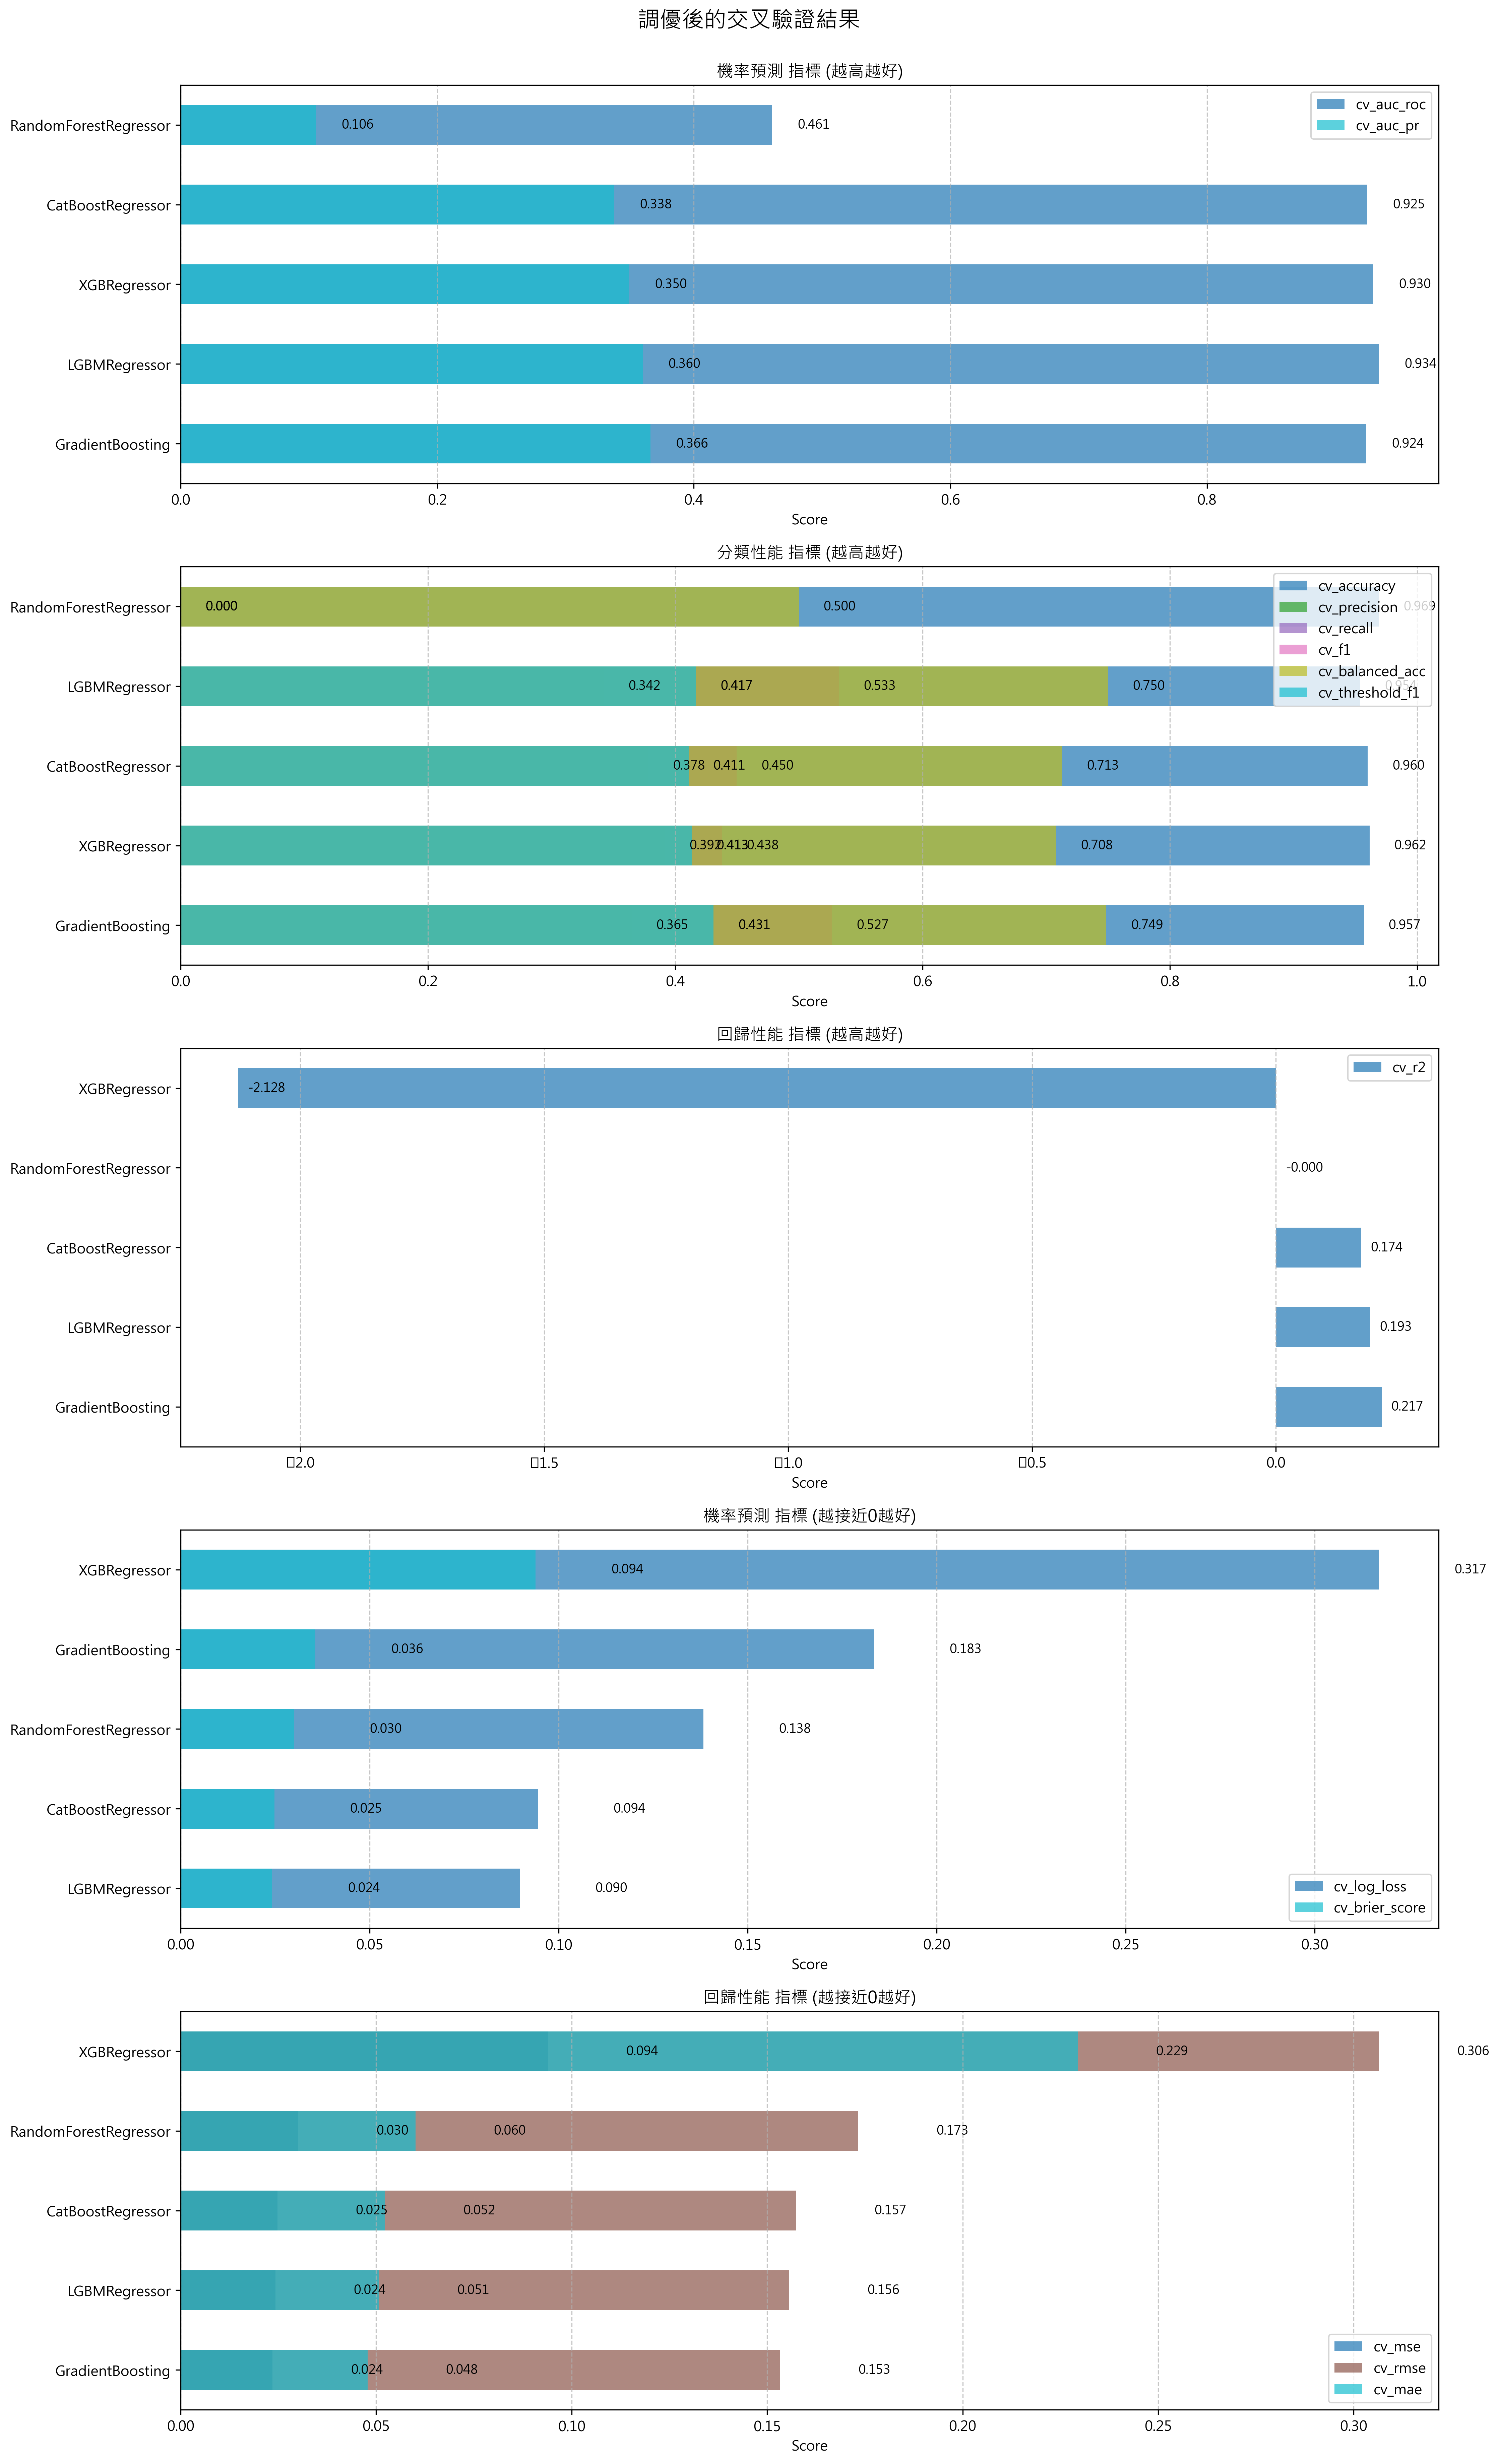 調優後的交叉驗證結果
機率預測 指標 (越高越好)
RandomForestRegressor 0.106 0.461
CatBoostRegressor 0.338 0.925
XGBRegressor 0.350 0.930
LGBMRegressor 0.360 0.934
GradientBoosting 0.366 0.924
cv_auc_roc
cv_auc_pr
0.0 0.2 0.4 0.6 0.8
Score
分類性能 指標 (越高越好)
RandomForestRegressor 0.000 0.500 0.969
LGBMRegressor 0.342 0.417 0.533 0.750 0.954
CatBoostRegressor 0.378 0.411 0.450 0.713 0.960
XGBRegressor 0.392 0.413 0.438 0.708 0.962
GradientBoosting 0.365 0.431 0.527 0.749 0.957
cv_accuracy
cv_precision
cv_recall
cv_f1
cv_balanced_acc
cv_threshold_f1
0.0 0.2 0.4 0.6 0.8 1.0
Score
回歸性能 指標 (越高越好)
XGBRegressor -2.128
RandomForestRegressor -0.000
CatBoostRegressor 0.174
LGBMRegressor 0.193
GradientBoosting 0.217
cv_r2
▯2.0 ▯1.5 ▯1.0 ▯0.5 0.0
Score
機率預測 指標 (越接近0越好)
XGBRegressor 0.094 0.317
GradientBoosting 0.036 0.183
RandomForestRegressor 0.030 0.138
CatBoostRegressor 0.025 0.094
LGBMRegressor 0.024 0.090
cv_log_loss
cv_brier_score
0.00 0.05 0.10 0.15 0.20 0.25 0.30
Score
回歸性能 指標 (越接近0越好)
XGBRegressor 0.094 0.229 0.306
RandomForestRegressor 0.030 0.060 0.173
CatBoostRegressor 0.025 0.052 0.157
LGBMRegressor 0.024 0.051 0.156
GradientBoosting 0.024 0.048 0.153
cv_mse
cv_rmse
cv_mae
0.00 0.05 0.10 0.15 0.20 0.25 0.30
Score